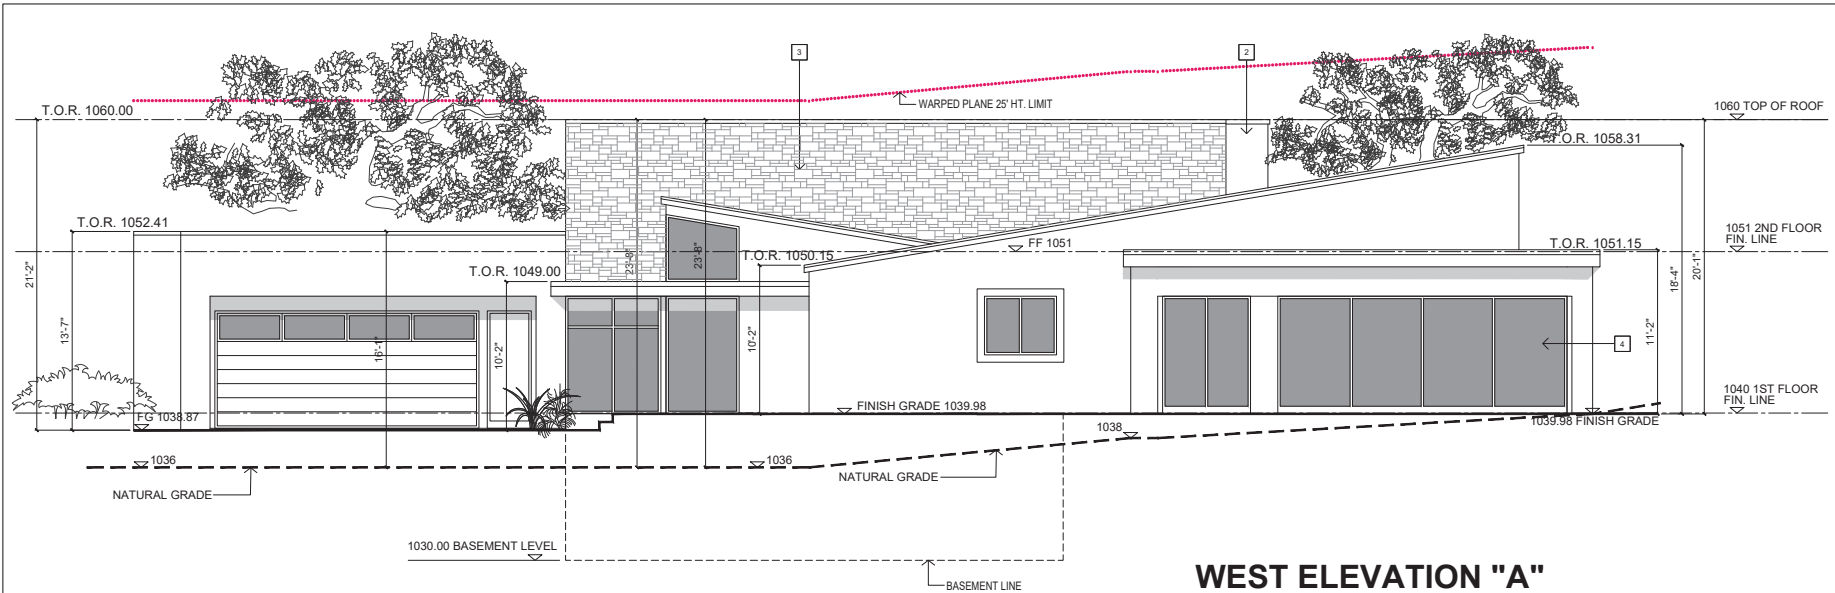 3
2
WARPED PLANE 25' HT. LIMIT
T.O.R. 1060.00
1060 TOP OF ROOF
T.O.R. 1058.31
T.O.R. 1052.41
1051 2ND FLOOR
FIN. LINE
FF 1051
T.O.R. 1051.15
T.O.R. 1050.15
T.O.R. 1049.00
21'-2"
13'-7"
16'-1"
10'-2"
23'-8"
23'-8"
10'-2"
11'-2"
18'-4"
20'-1"
4
1040 1ST FLOOR
FIN. LINE
FG 1038.87
FINISH GRADE 1039.98
1039.98 FINISH GRADE
1038
1036
1036
NATURAL GRADE
NATURAL GRADE
1030.00 BASEMENT LEVEL
BASEMENT LINE
WEST ELEVATION "A"